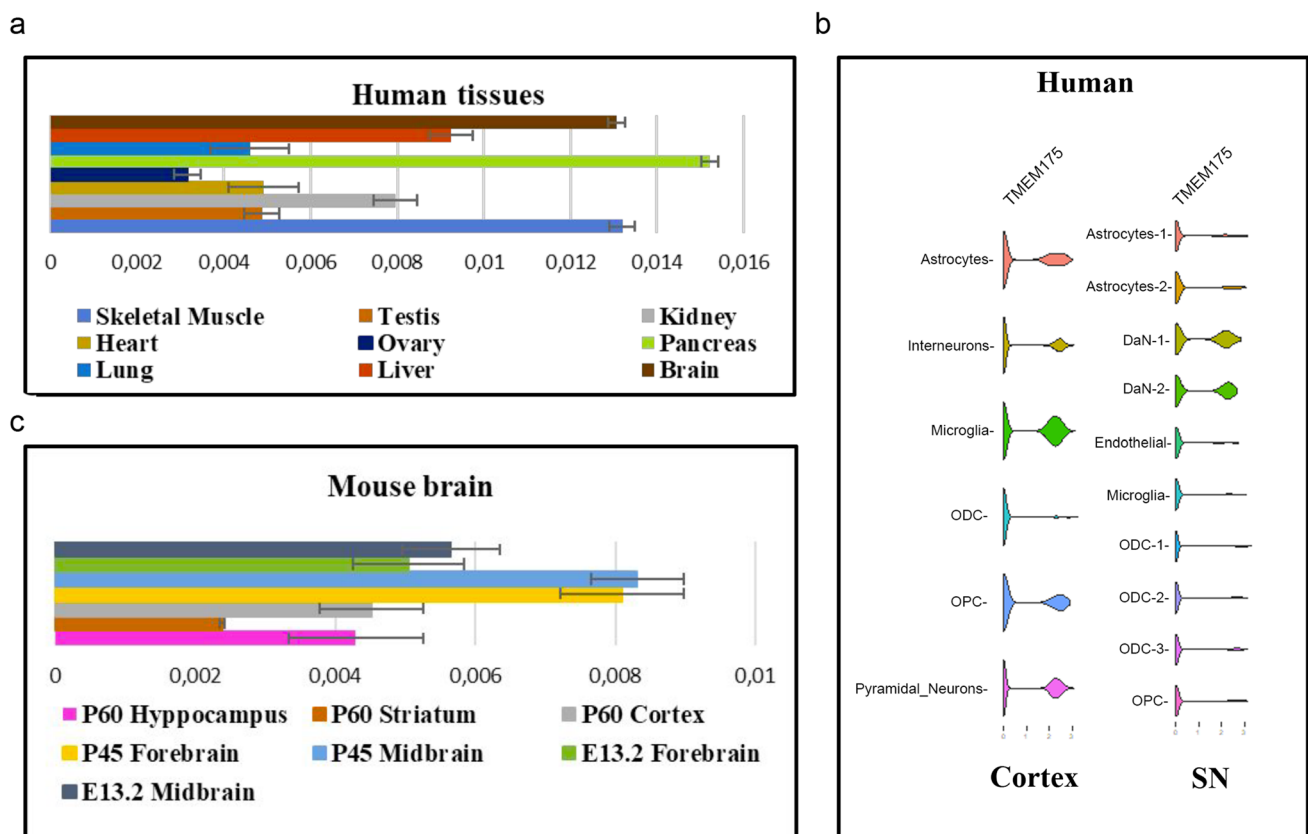 a
Human tissues
0 0,002 0,004 0,006 0,008 0,01 0,012 0,014 0,016
Skeletal Muscle Testis Kidney
Heart Ovary Pancreas
Lung Liver Brain
b
Human
TMEM175
Astrocytes-
Interneurons-
Microglia-
ODC-
OPC-
Pyramidal_Neurons-
0 1 2 3
Cortex
TMEM175
Astrocytes-1-
Astrocytes-2-
DaN-1-
DaN-2-
Endothelial-
Microglia-
ODC-1-
ODC-2-
ODC-3-
OPC-
0 1 2 3
SN
c
Mouse brain
0 0,002 0,004 0,006 0,008 0,01
P60 Hyppocampus P60 Striatum P60 Cortex
P45 Forebrain P45 Midbrain E13.2 Forebrain
E13.2 Midbrain